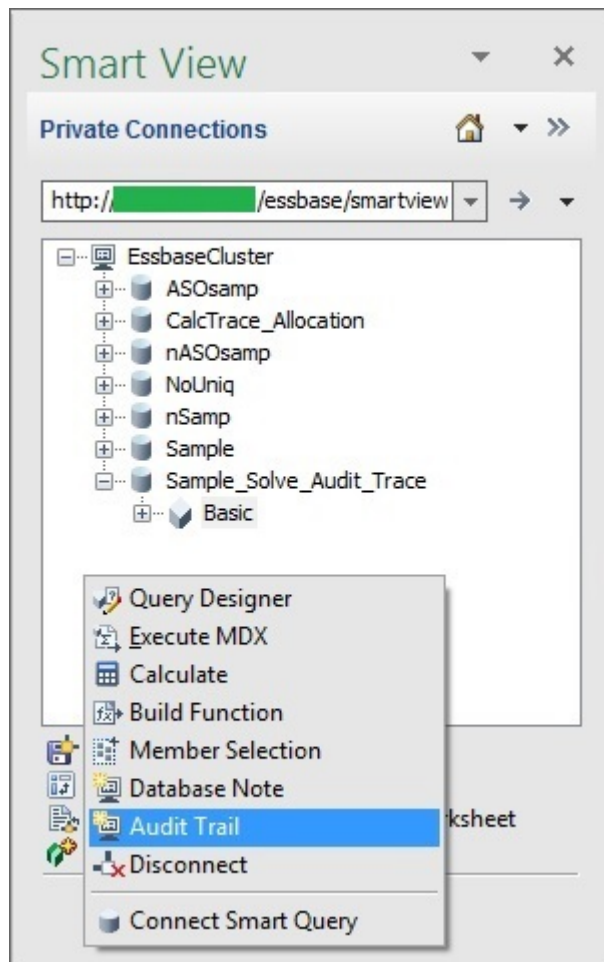 Smart View
Private Connections
http:// /essbase/smartview
EssbaseCluster
ASOsamp
CalcTrace_Allocation
nASOsamp
NoUniq
nSamp
Sample
Sample_Solve_Audit_Trace
Basic
Query Designer
Execute MDX
Calculate
Build Function
Member Selection
Database Note
Audit Trail
ksheet
Disconnect
Connect Smart Query